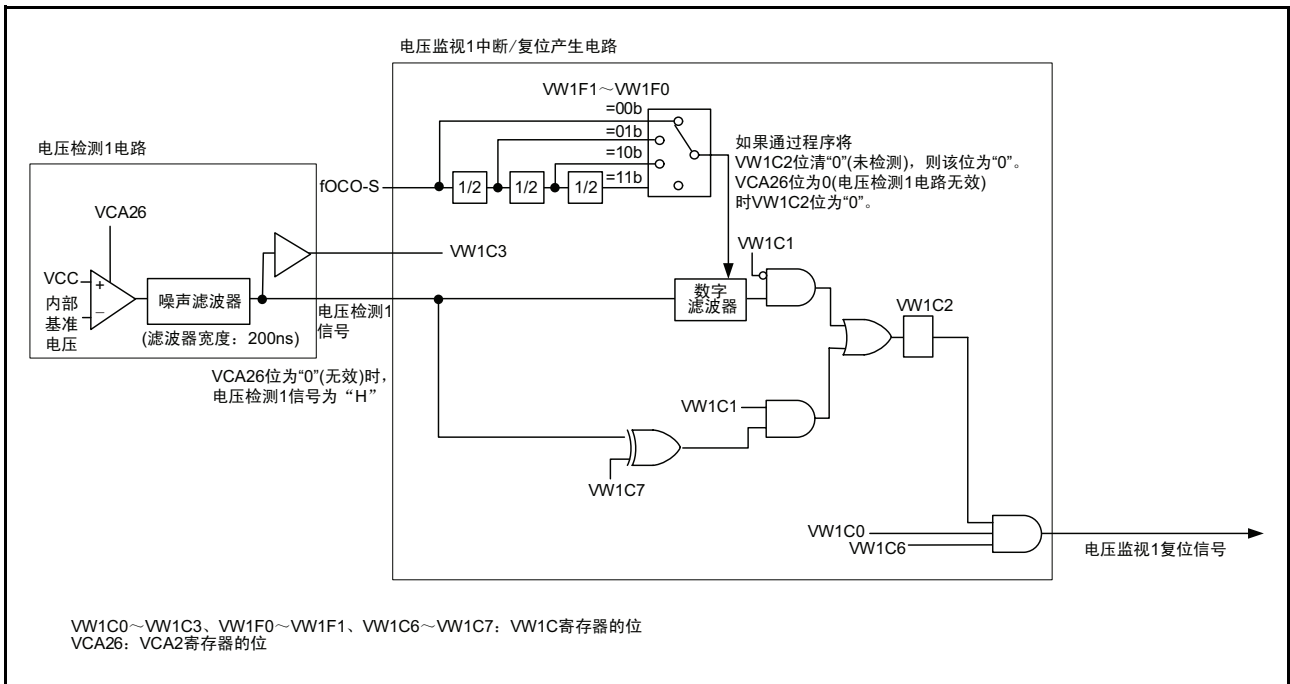 电压监视1中断/复位产生电路
VW1F1～VW1F0
=00b
=01b
=10b
=11b
如果通过程序将
VW1C2位清“0”(未检测)，则该位为“0”。
VCA26位为0(电压检测1电路无效)
时VW1C2位为“0”。
电压检测1电路
fOCO-S
1/2
1/2
1/2
VCA26
VW1C3
VW1C1
VCC
+
内部
基准
电压
−
噪声滤波器
(滤波器宽度：200ns)
电压检测1
信号
数字
滤波器
VW1C2
VCA26位为“0”(无效)时，
电压检测1信号为“H”
VW1C1
VW1C7
VW1C0
VW1C6
电压监视1复位信号
VW1C0～VW1C3、VW1F0～VW1F1、VW1C6～VW1C7：VW1C寄存器的位
VCA26：VCA2寄存器的位